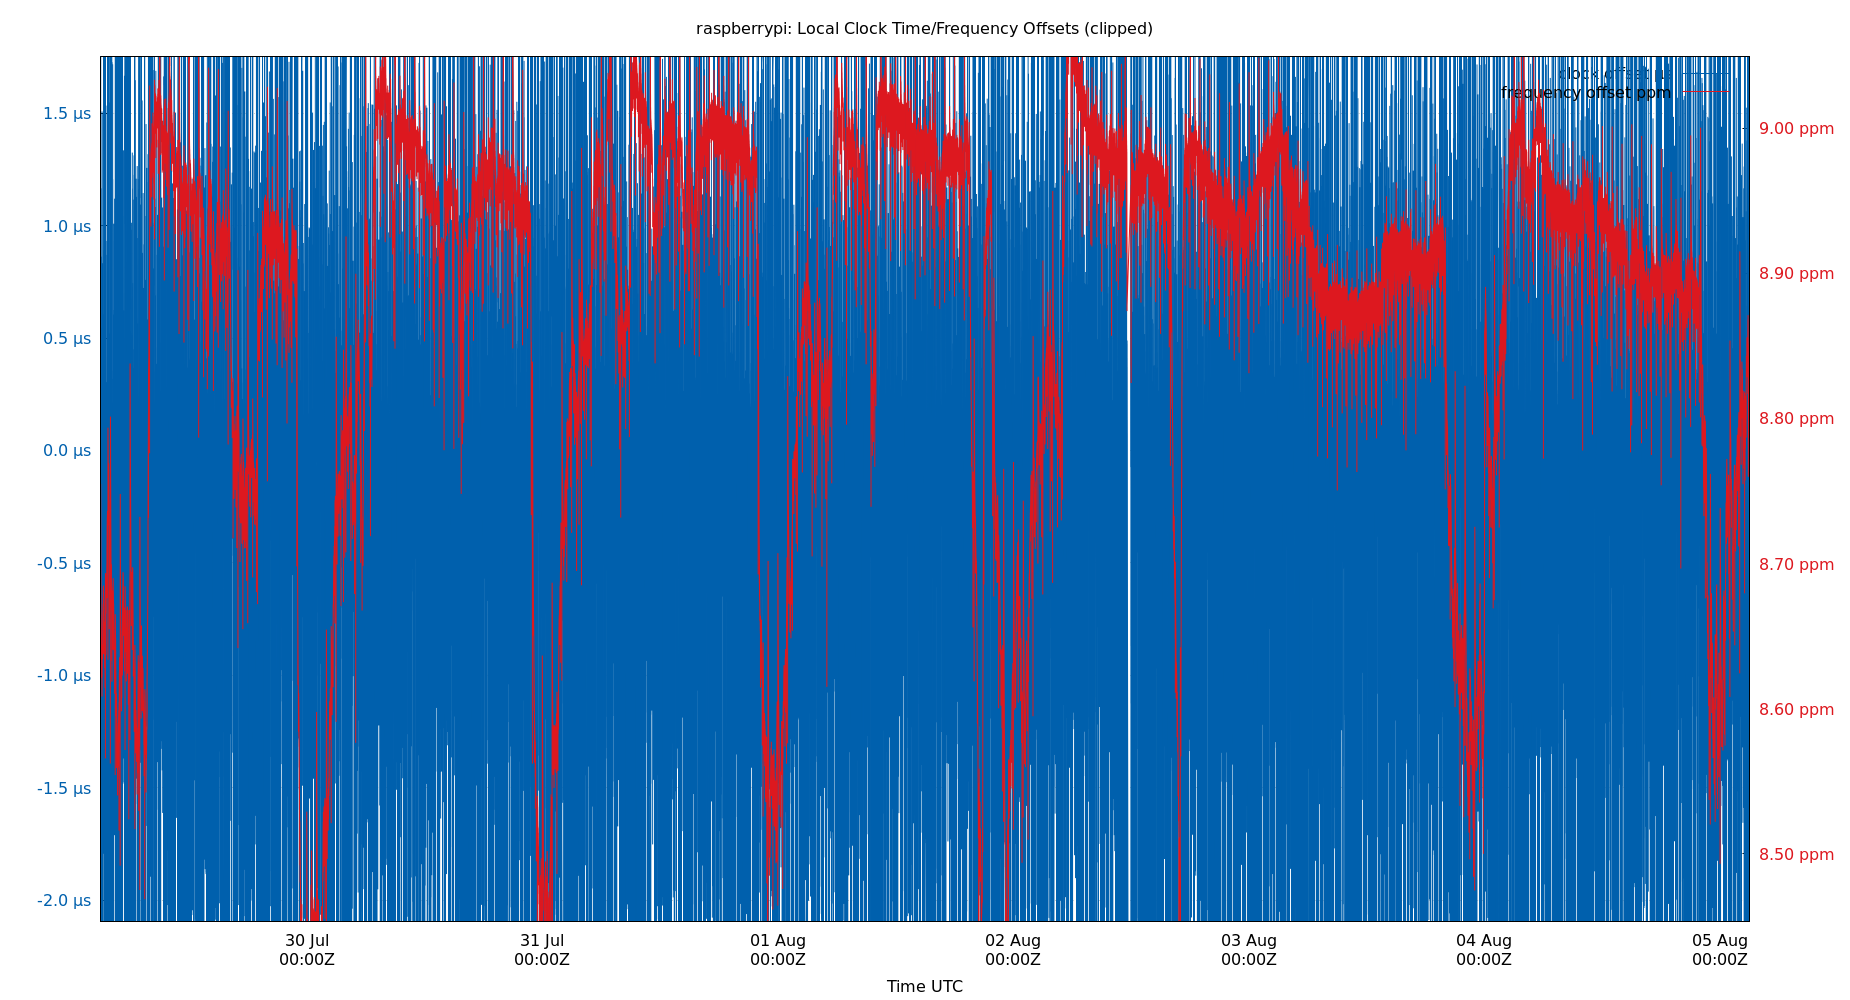 raspberrypi: Local Clock Time/Frequency Offsets (clipped)
clock offset µs
frequency offset ppm
1.5 µs
1.0 µs
0.5 µs
0.0 µs
-0.5 µs
-1.0 µs
-1.5 µs
-2.0 µs
9.00 ppm
8.90 ppm
8.80 ppm
8.70 ppm
8.60 ppm
8.50 ppm
30 Jul
00:00Z
31 Jul
00:00Z
01 Aug
00:00Z
02 Aug
00:00Z
03 Aug
00:00Z
04 Aug
00:00Z
05 Aug
00:00Z
Time UTC